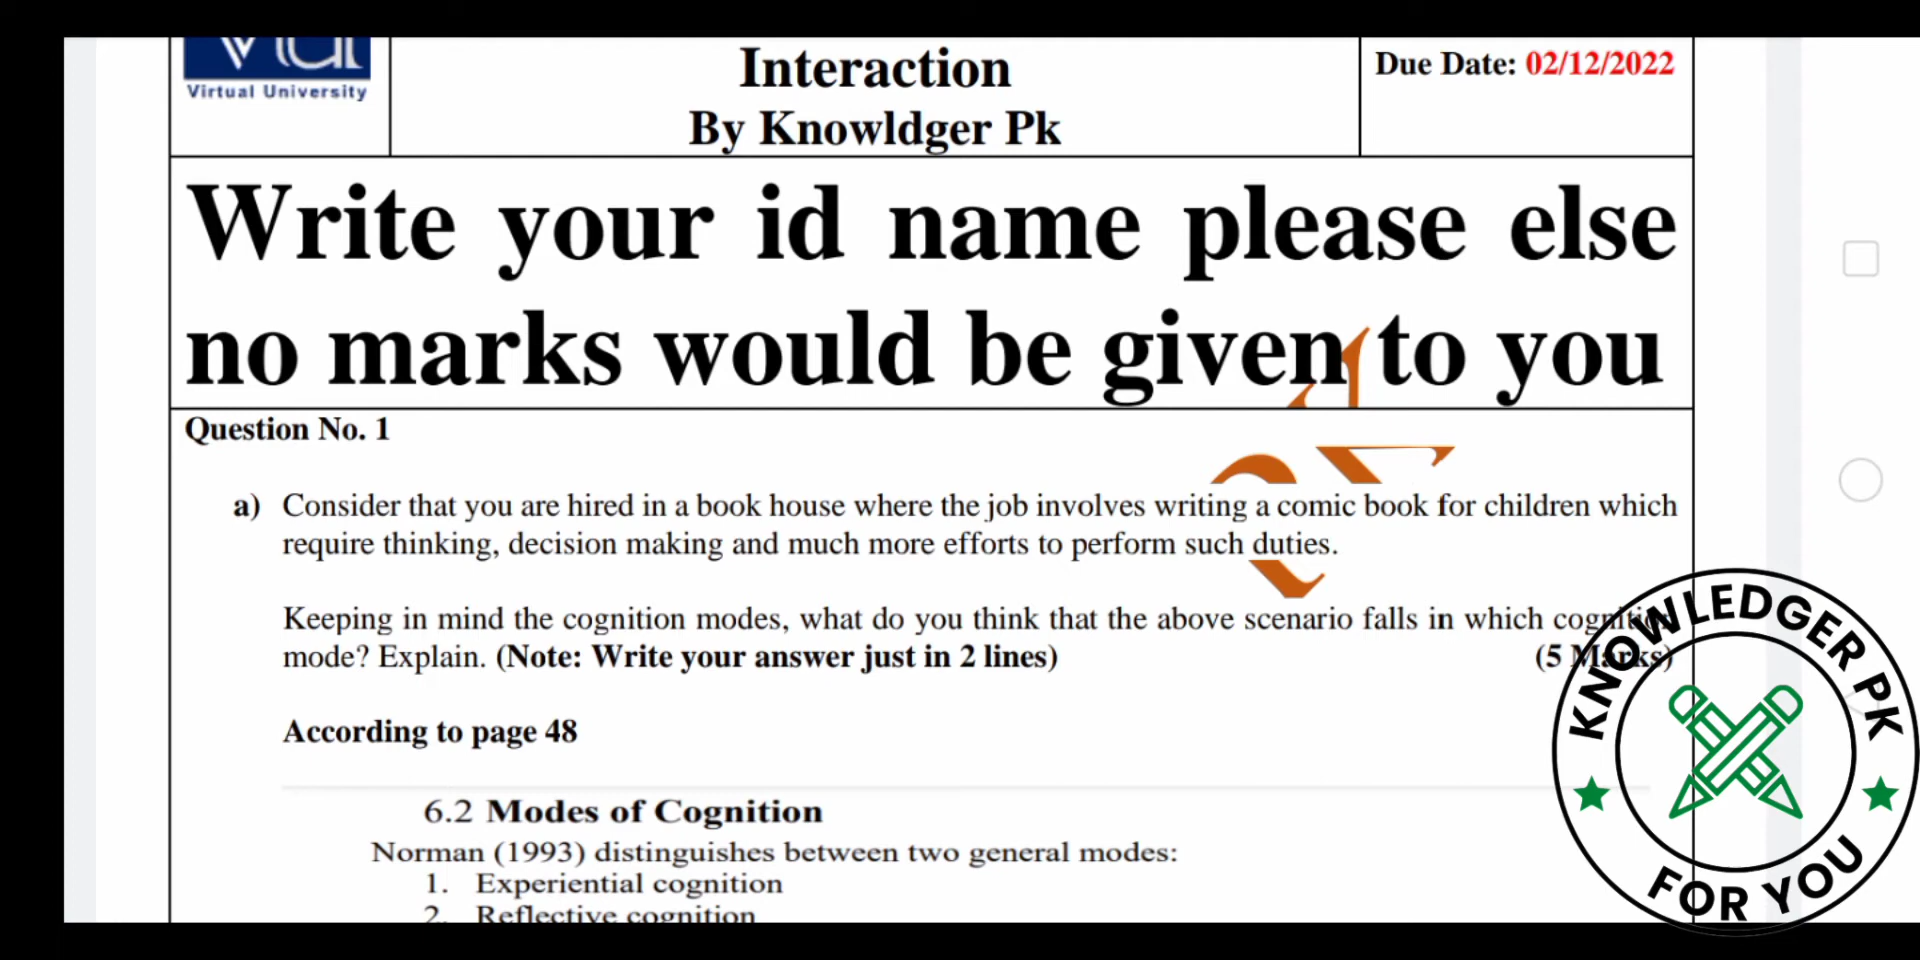 Virtual University
Interaction
By Knowldger Pk
Due Date: 02/12/2022
Write your id name please else
no marks would be given to you
Question No. 1
a) Consider that you are hired in a book house where the job involves writing a comic book for children which
require thinking, decision making and much more efforts to perform such duties.
Keeping in mind the cognition modes, what do you think that the above scenario falls in which cognition
mode? Explain. (Note: Write your answer just in 2 lines) (5 Marks)
According to page 48
6.2 Modes of Cognition
Norman (1993) distinguishes between two general modes:
1. Experiential cognition
2. Reflective cognition
KNOWLEDGER PK
FOR YOU